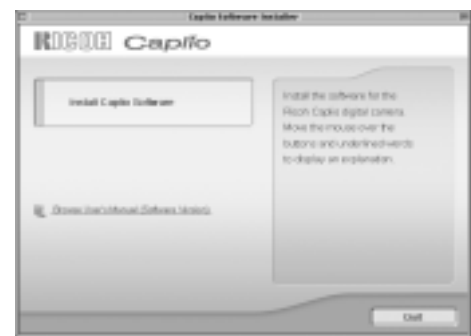 Caplio Software Installer
RICOH Caplio
Install Caplio Software
Install the software for the
Ricoh Caplio digital camera.
Move the mouse over the
buttons and underlined words
to display an explanation.
Browse User's Manual (Software Version)
Quit